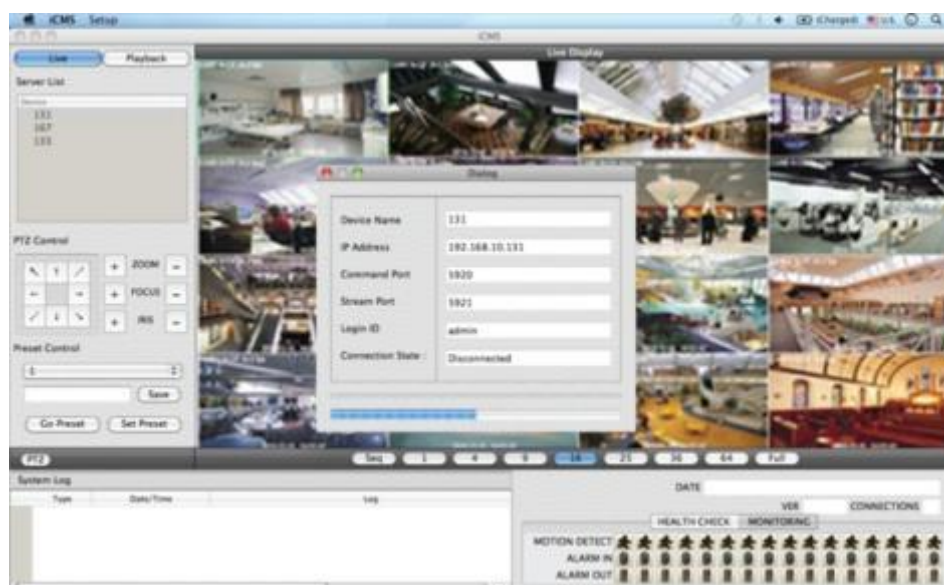 iCMS Setup
(Charged) U.S.
iCMS
Live Playback
Live Display
Server List
Device
131
167
133
Dialog
Device Name 131
IP Address 192.168.10.131
Command Port 5920
Stream Port 5921
Login ID admin
Connection State : Disconnected
PTZ Control
+ ZOOM -
+ FOCUS -
+ IRIS -
Preset Control
1
Save
Go Preset Set Preset
PTZ
Seq 1 4 9 16 25 36 64 Full
System Log
Type Date/Time Log
DATE
VER CONNECTIONS
HEALTH CHECK MONITORING
MOTION DETECT
ALARM IN
ALARM OUT